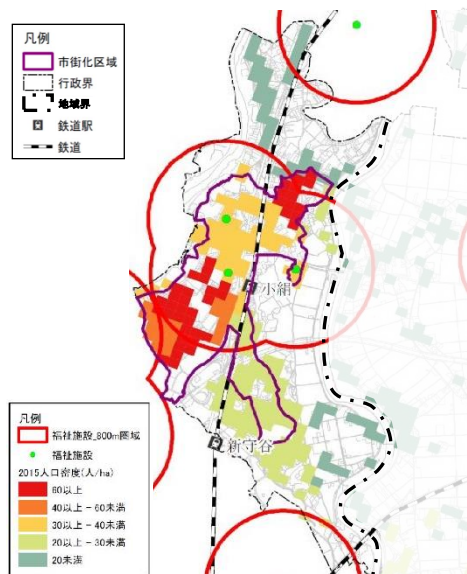 凡例
市街化区域
行政界
地域界
鉄道駅
鉄道
小絹
新守谷
凡例
福祉施設_800m圏域
福祉施設
2015人口密度(人/ha)
60以上
40以上 - 60未満
30以上 - 40未満
20以上 - 30未満
20未満